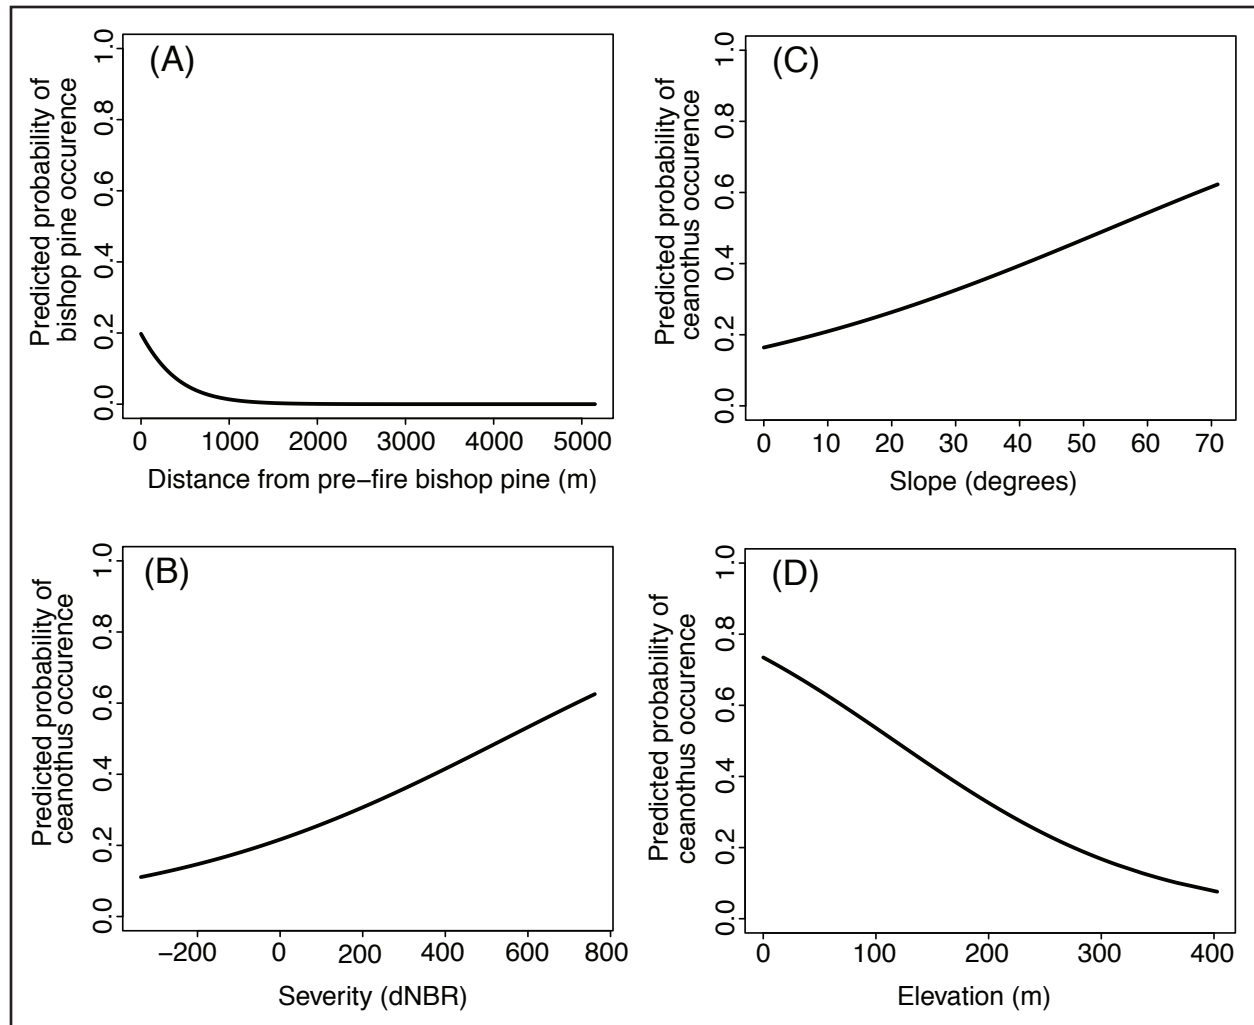 (A)
Predicted probability of
bishop pine occurence
0.0 0.2 0.4 0.6 0.8 1.0
0 1000 2000 3000 4000 5000
Distance from pre−fire bishop pine (m)
(C)
Predicted probability of
ceanothus occurence
0.0 0.2 0.4 0.6 0.8 1.0
0 10 20 30 40 50 60 70
Slope (degrees)
(B)
Predicted probability of
ceanothus occurence
0.0 0.2 0.4 0.6 0.8 1.0
−200 0 200 400 600 800
Severity (dNBR)
(D)
Predicted probability of
ceanothus occurence
0.0 0.2 0.4 0.6 0.8 1.0
0 100 200 300 400
Elevation (m)